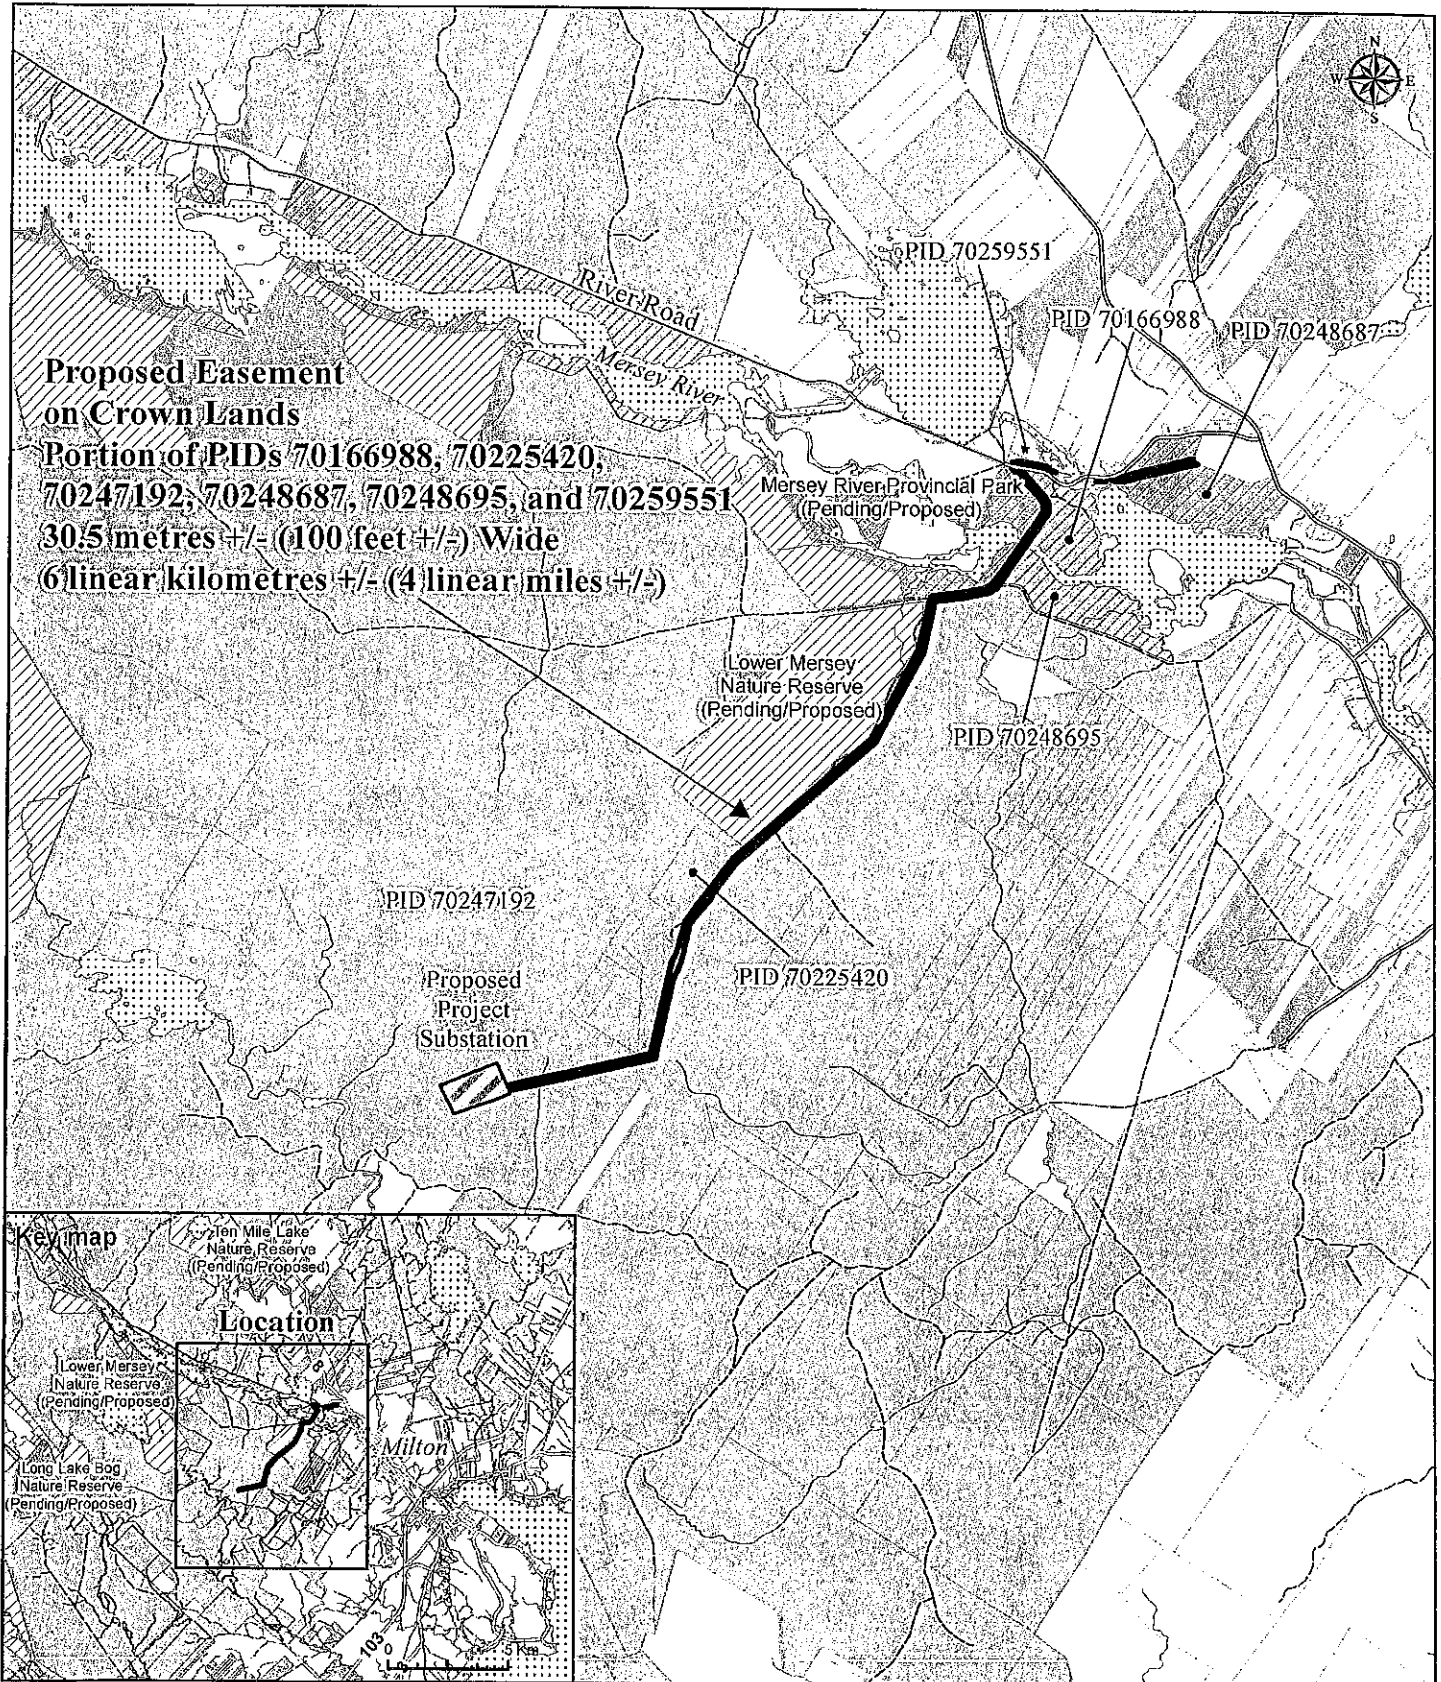 N
W E
S
PID 70259551
River Road
PID 70166988
PID 70248687
Mersey River
Proposed Easement
on Crown Lands
Portion of PIDs 70166988, 70225420,
70247192, 70248687, 70248695, and 70259551
30.5 metres +/- (100 feet +/-) Wide
6 linear kilometres +/- (4 linear miles +/-)
Mersey River Provincial Park
(Pending/Proposed)
Lower Mersey
Nature Reserve
(Pending/Proposed)
PID 70248695
PID 70247192
PID 70225420
Proposed
Project
Substation
Key map
Ten Mile Lake
Nature Reserve
(Pending/Proposed)
Location
8
Lower Mersey
Nature Reserve
(Pending/Proposed)
Milton
Long Lake Bog
Nature Reserve
(Pending/Proposed)
103
0 5 Km